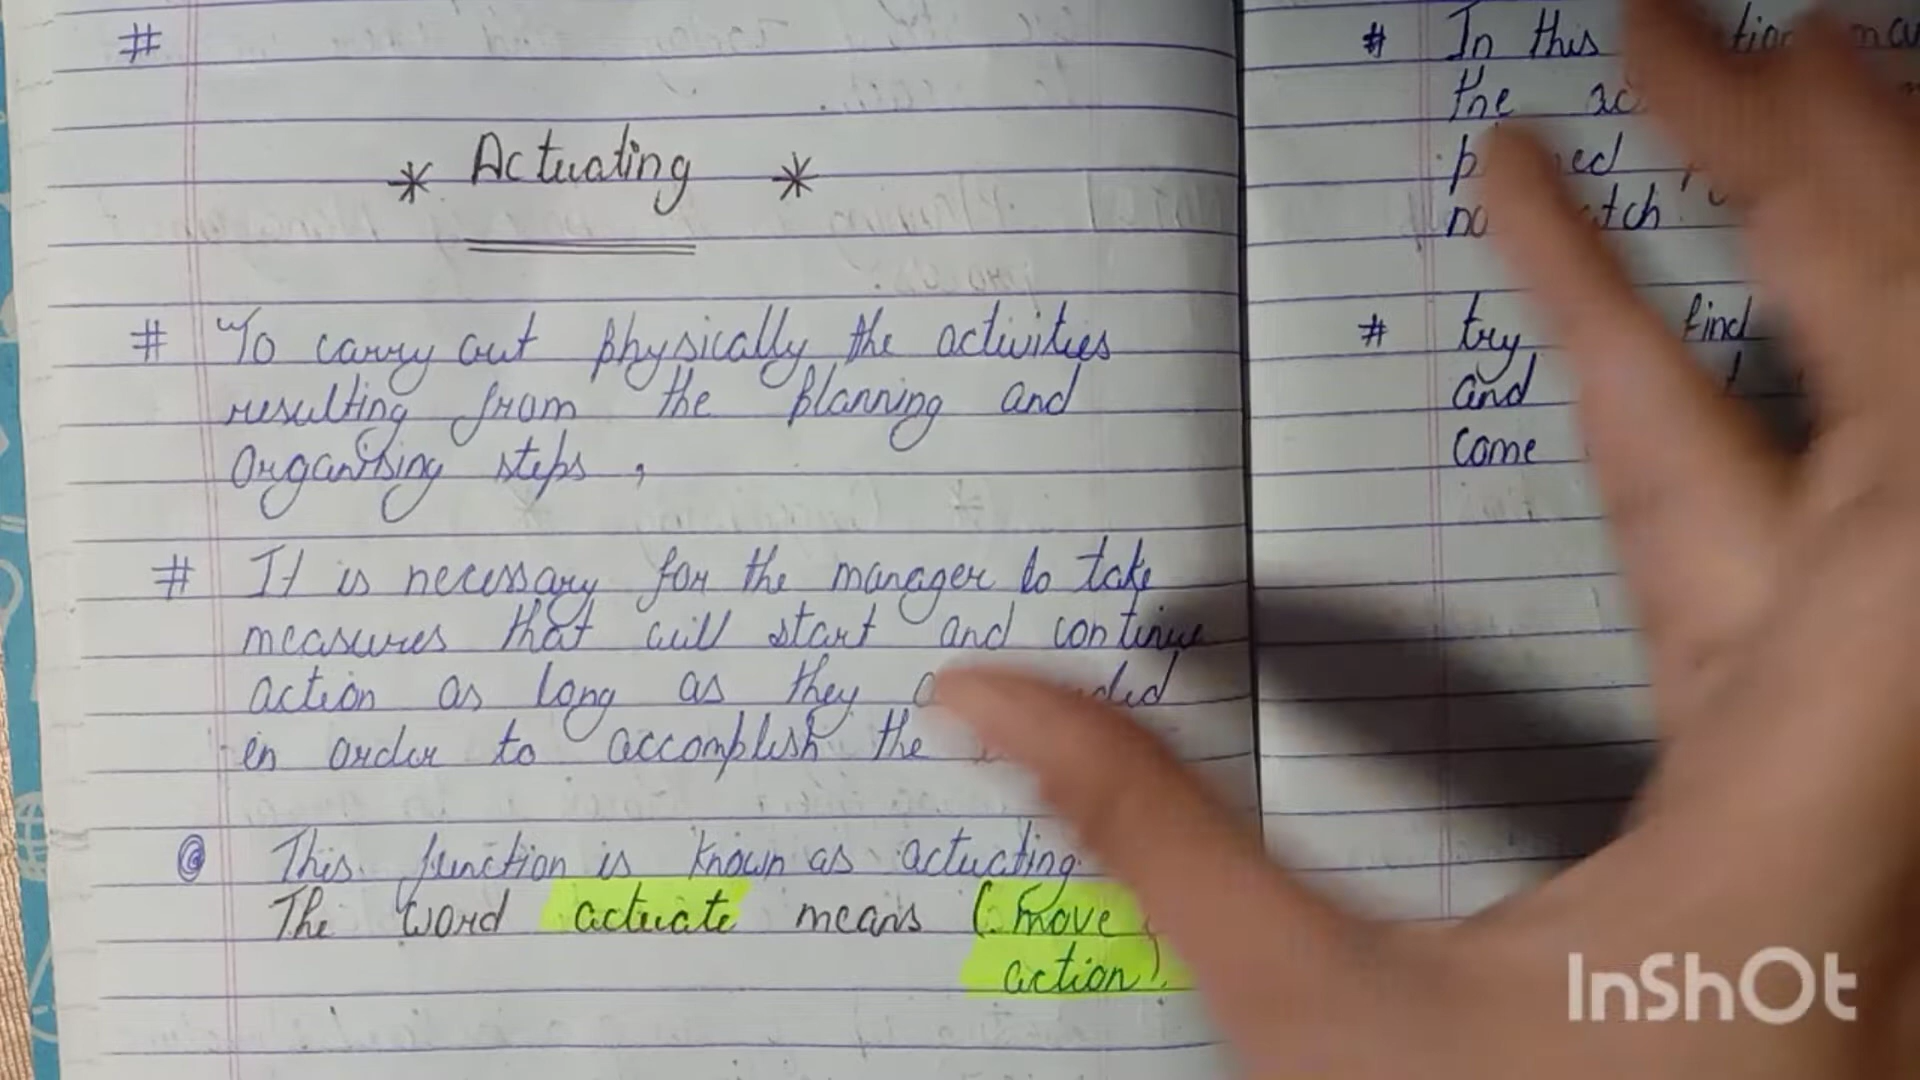 #
* Actuating *
# To carry out physically the activities
resulting from the planning and
Organising steps,
# It is necessary for the manager to take
measures that will start and continue
action as long as they
in order to accomplish the
This function is known as actuating
The word actuate means (move
action).
# In this
the
not
# try find
and
come
InShOt